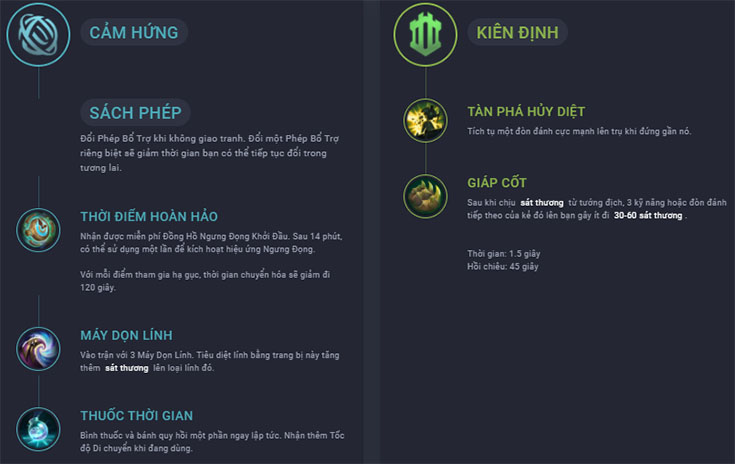 CẢM HỨNG
SÁCH PHÉP
Đổi Phép Bổ Trợ khi không giao tranh. Đổi một Phép Bổ Trợ
riêng biệt sẽ giảm thời gian bạn có thể tiếp tục đổi trong
tương lai.
THỜI ĐIỂM HOÀN HẢO
Nhận được miễn phí Đồng Hồ Ngưng Đọng Khởi Đầu. Sau 14 phút,
có thể sử dụng một lần để kích hoạt hiệu ứng Ngưng Đọng.
Với mỗi điểm tham gia hạ gục, thời gian chuyển hóa sẽ giảm đi
120 giây.
MÁY DỌN LÍNH
Vào trận với 3 Máy Dọn Lính. Tiêu diệt lính bằng trang bị này tăng
thêm sát thương lên loại lính đó.
THUỐC THỜI GIAN
Bình thuốc và bánh quy hồi một phần ngay lập tức. Nhận thêm Tốc
độ Di chuyển khi đang dùng.
KIÊN ĐỊNH
TÀN PHÁ HỦY DIỆT
Tích tụ một đòn đánh cực mạnh lên trụ khi đứng gần nó.
GIÁP CỐT
Sau khi chịu sát thương từ tướng địch, 3 kỹ năng hoặc đòn đánh
tiếp theo của kẻ đó lên bạn gây ít đi 30-60 sát thương .
Thời gian: 1.5 giây
Hồi chiêu: 45 giây